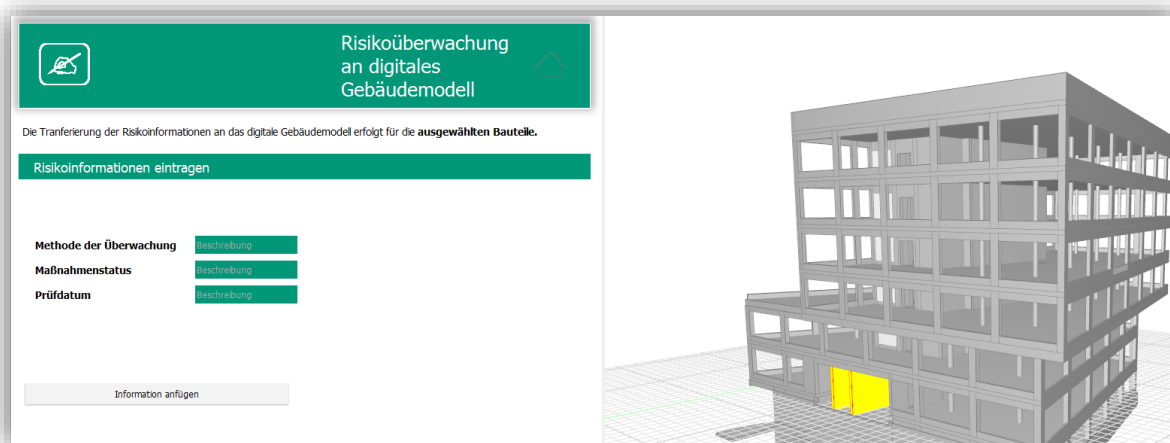 Risikoüberwachung
an digitales
Gebäudemodell
Die Tranferierung der Risikoinformationen an das digitale Gebäudemodell erfolgt für die ausgewählten Bauteile.
Risikoinformationen eintragen
Methode der Überwachung Beschreibung
Maßnahmenstatus Beschreibung
Prüfdatum Beschreibung
Information anfügen